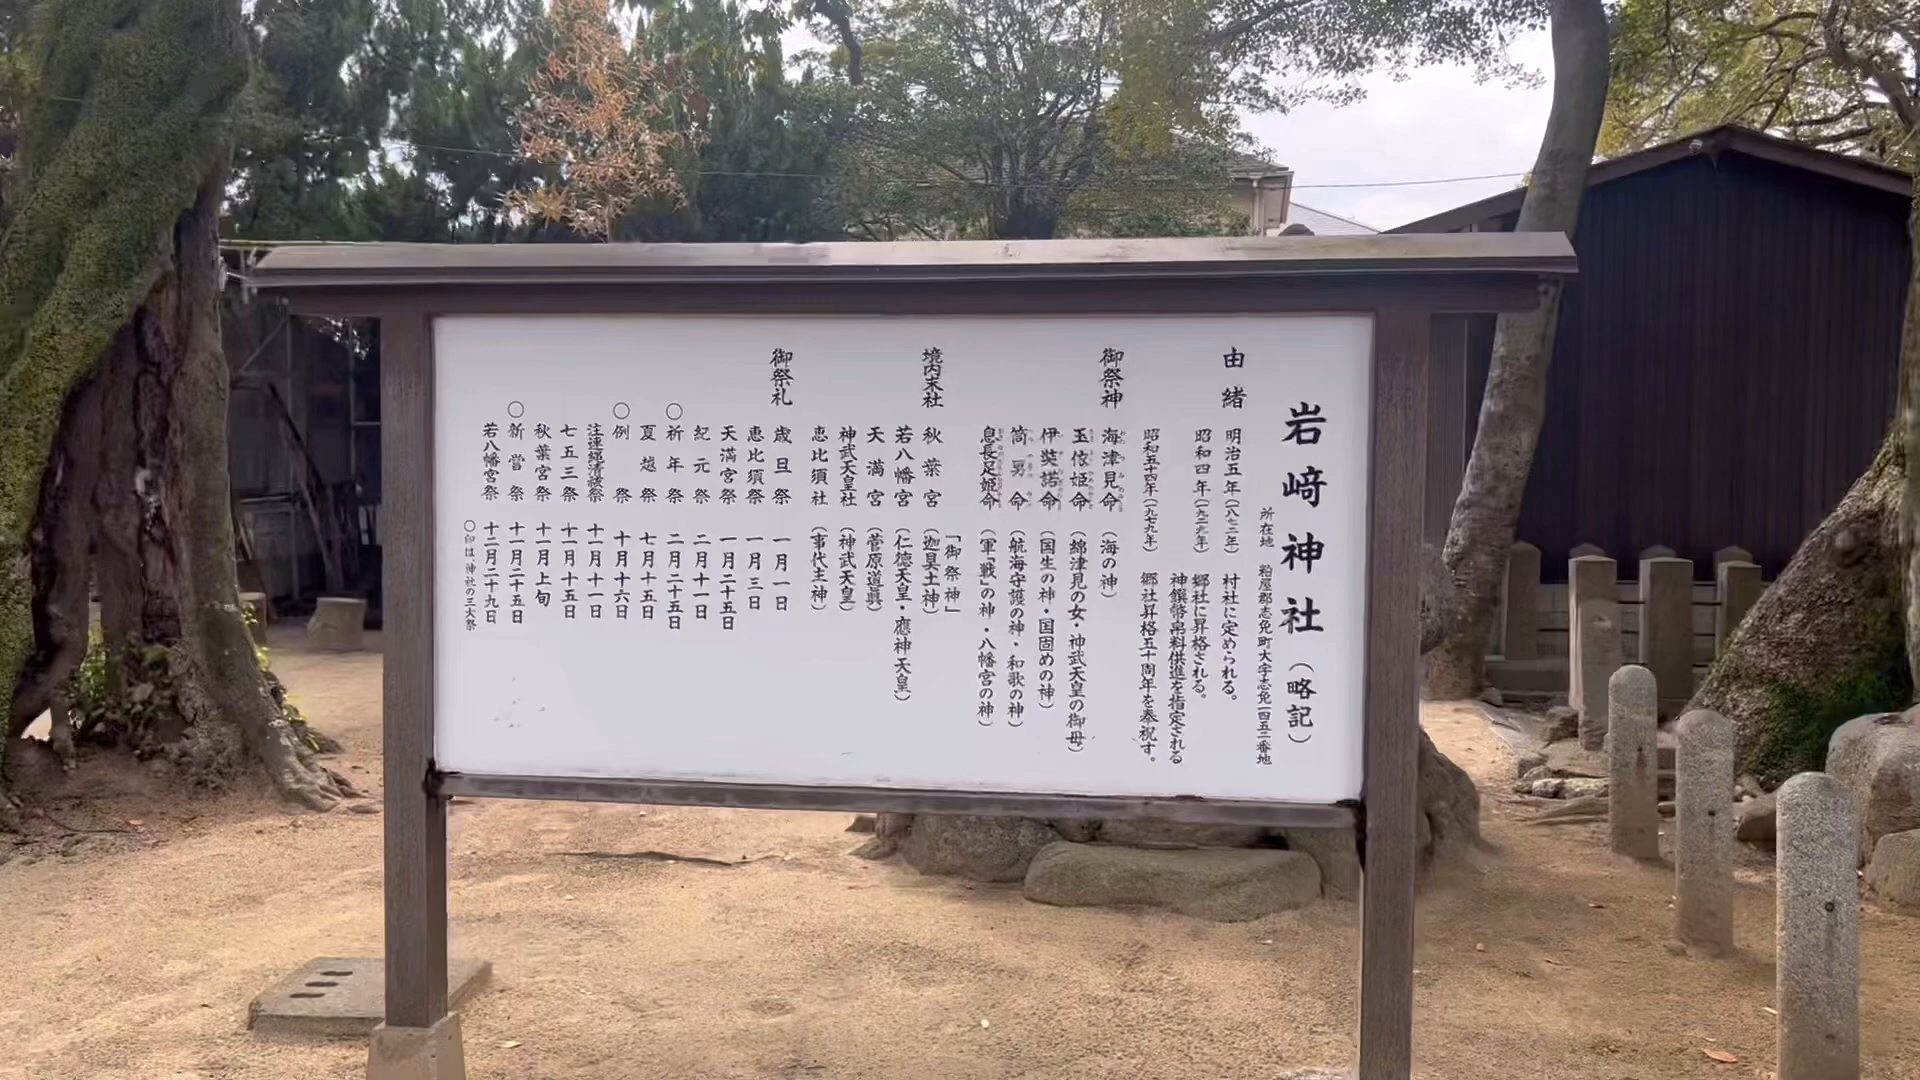 岩﨑神社（略記）
所在地　粕屋郡志免町大字志免一四五二番地
由緒
明治五年（一八七二年）　村社に定められる。
昭和四年（一九二九年）　郷社に昇格される。
神饌幣帛料供進を指定される
昭和五十四年（一九七九年）　郷社昇格五十周年を奉祝す。
御祭神
海津見命（海の神）
玉依姫命（綿津見の女・神武天皇の御母）
伊奘諾命（国生の神・国固めの神）
筒男命（航海守護の神・和歌の神）
息長足姫命（「軍戦」の神・八幡宮の神）
境内末社
「御祭神」
秋葉宮（迦具土神）
若八幡宮（仁徳天皇・應神天皇）
天満宮（菅原道眞）
神武天皇社（神武天皇）
恵比須社（事代主神）
御祭礼
歳旦祭　一月一日
恵比須祭　一月三日
天満宮祭　一月二十五日
紀元祭　二月十一日
〇祈年祭　二月二十五日
夏越祭　七月十五日
〇例祭　十月十六日
注連縄清祓祭　十一月十一日
七五三祭　十一月十五日
秋葉宮祭　十一月上旬
〇新嘗祭　十一月二十五日
若八幡宮祭　十二月二十九日
〇印は、神社の三大祭